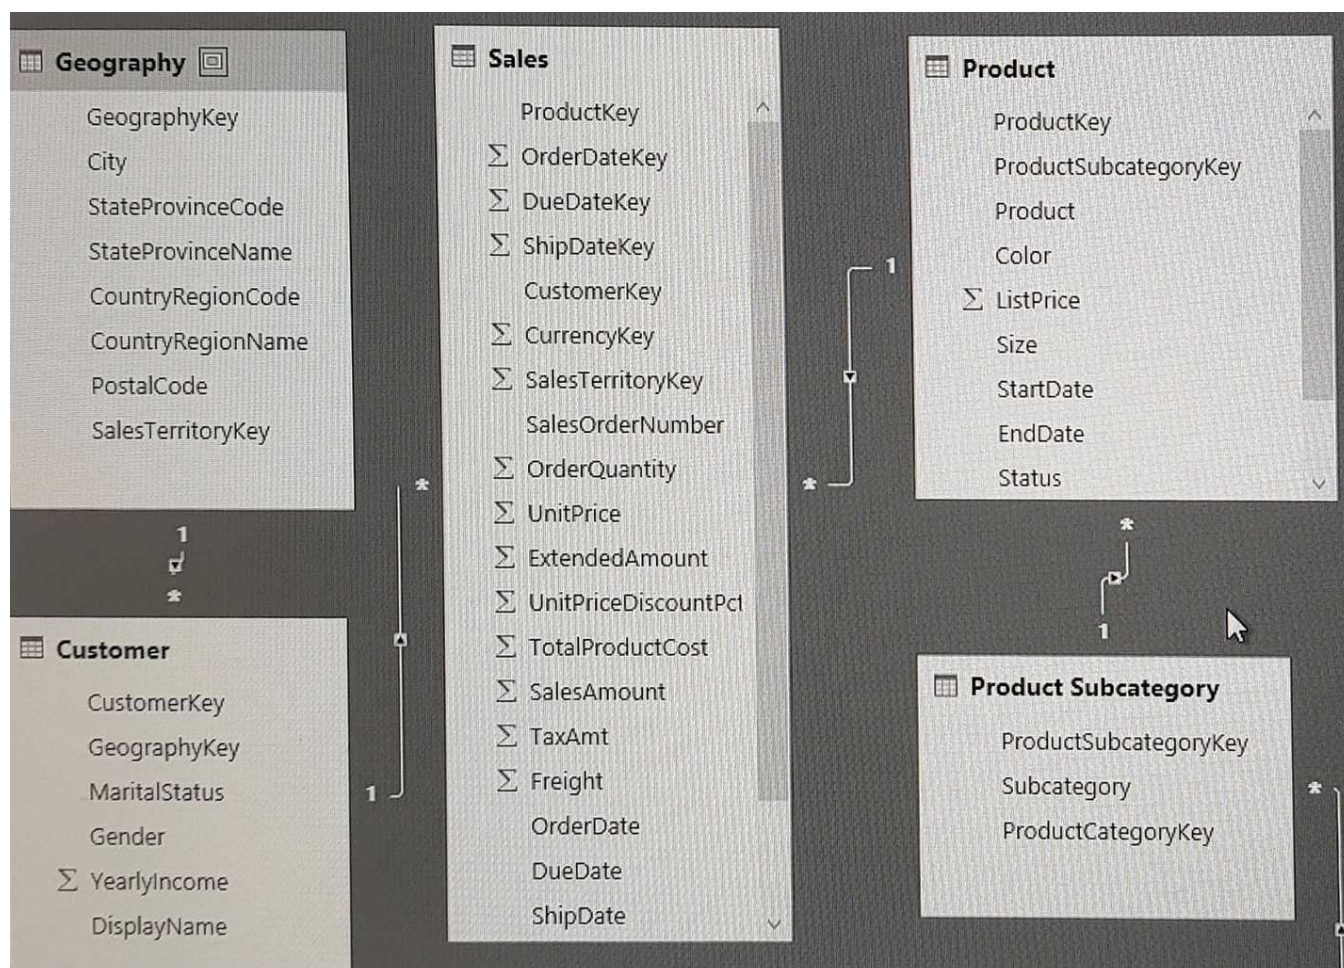 Geography
GeographyKey
City
StateProvinceCode
StateProvinceName
CountryRegionCode
CountryRegionName
PostalCode
SalesTerritoryKey
1
*
Customer
CustomerKey
GeographyKey
MaritalStatus
Gender
Σ YearlyIncome
DisplayName
*
1
Sales
ProductKey
Σ OrderDateKey
Σ DueDateKey
Σ ShipDateKey
CustomerKey
Σ CurrencyKey
Σ SalesTerritoryKey
SalesOrderNumber
Σ OrderQuantity
Σ UnitPrice
Σ ExtendedAmount
Σ UnitPriceDiscountPct
Σ TotalProductCost
Σ SalesAmount
Σ TaxAmt
Σ Freight
OrderDate
DueDate
ShipDate
1
*
Product
ProductKey
ProductSubcategoryKey
Product
Color
Σ ListPrice
Size
StartDate
EndDate
Status
*
1
Product Subcategory
ProductSubcategoryKey
Subcategory
ProductCategoryKey
*